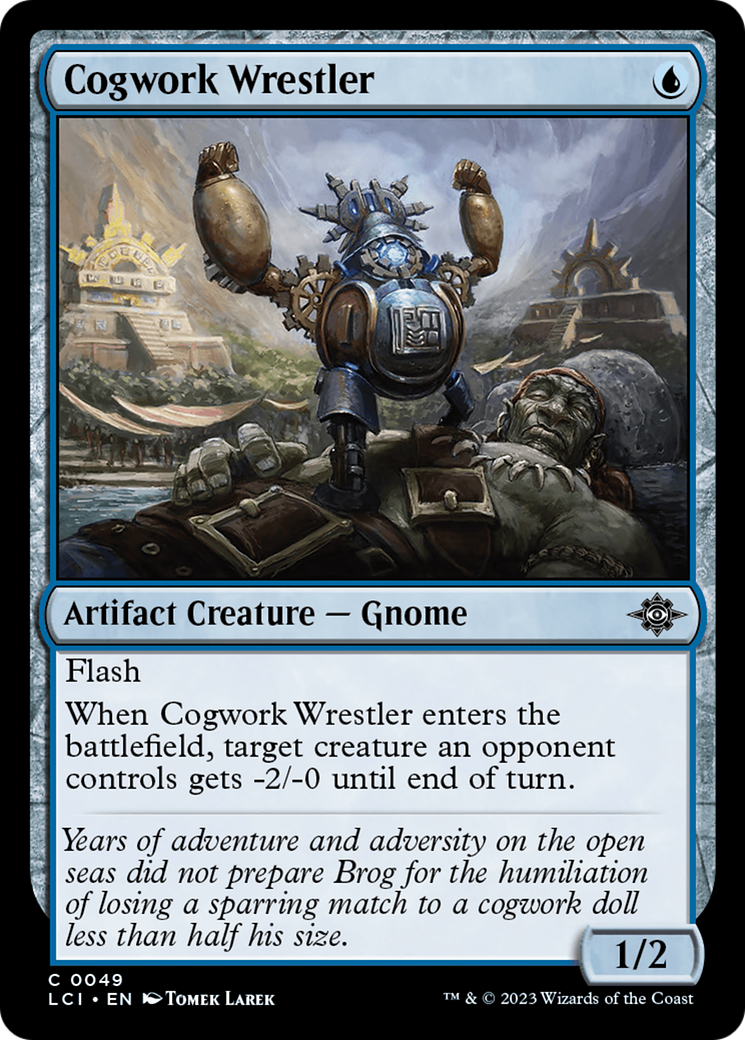 Cogwork Wrestler
Artifact Creature — Gnome
Flash
When Cogwork Wrestler enters the
battlefield, target creature an opponent
controls gets -2/-0 until end of turn.
Years of adventure and adversity on the open
seas did not prepare Brog for the humiliation
of losing a sparring match to a cogwork doll
less than half his size.
1/2
C 0049
LCI • EN Tomek Larek
™ & © 2023 Wizards of the Coast